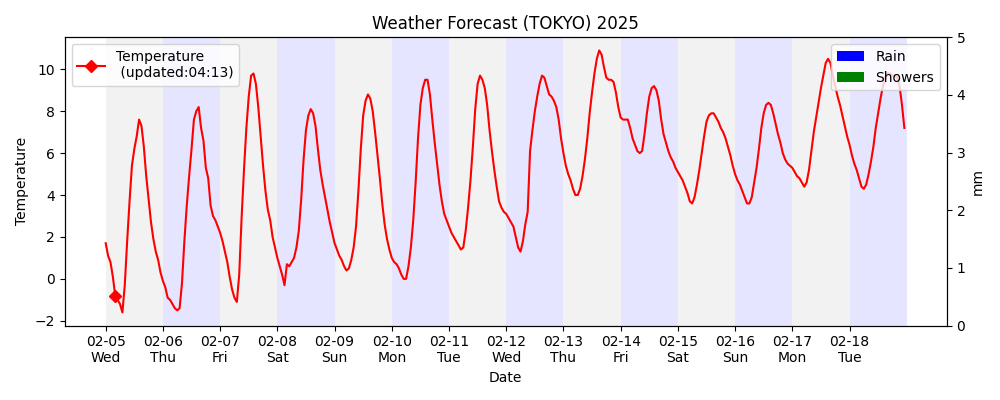 Weather Forecast (TOKYO) 2025
Temperature
(updated:04:13)
Rain
Showers
Temperature
10
8
6
4
2
0
−2
5
4
3
2
1
0
mm
02-05 02-06 02-07 02-08 02-09 02-10 02-11 02-12 02-13 02-14 02-15 02-16 02-17 02-18
Wed Thu Fri Sat Sun Mon Tue Wed Thu Fri Sat Sun Mon Tue
Date